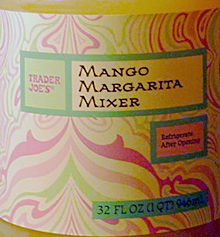 TRADER
JOE'S®
MANGO
MARGARITA
MIXER
Refrigerate
After Opening
32 FL OZ (1 QT) 946mL